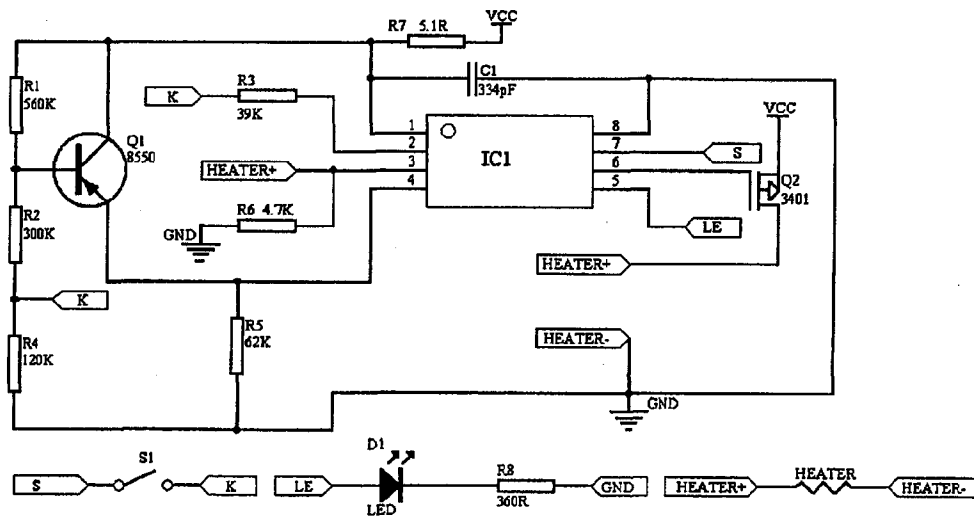 R7 5.1R
VCC
R1
560K
K
R3
39K
C1
334pF
VCC
Q1
8550
1
2
3
4
IC1
8
7
6
5
S
HEATER+
Q2
3401
R2
300K
R6 4.7K
GND
LE
HEATER+
K
R4
120K
R5
62K
HEATER-
GND
S
S1
K
LE
D1
LED
R8
360R
GND
HEATER+
HEATER
HEATER-